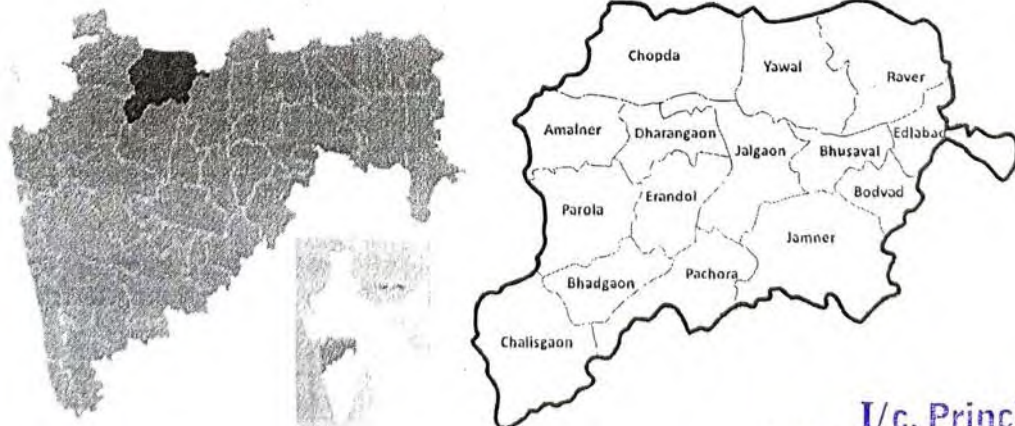 Chopda
Yawal
Raver
Amalner
Dharangaon
Jalgaon
Bhusaval
Edlabad
Parola
Erandol
Bodvad
Jamner
Bhadgaon
Pachora
Chalisgaon
I/c. Princ